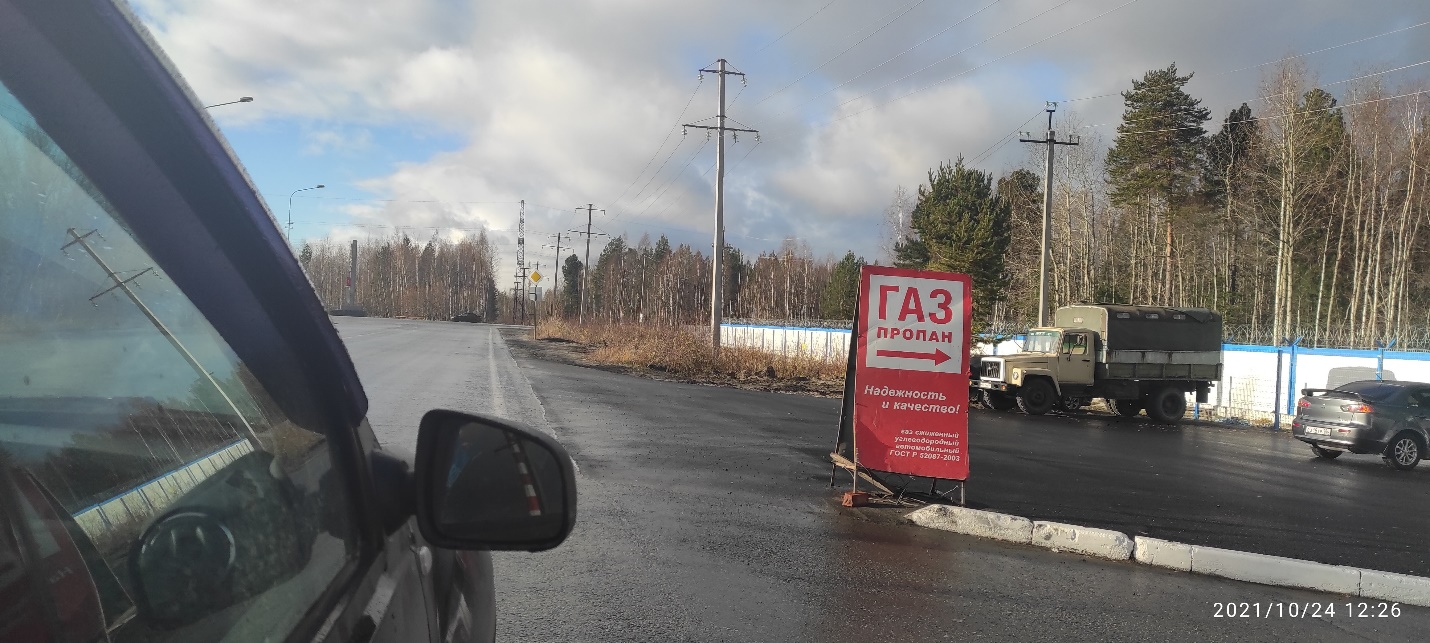 ГАЗ
ПРОПАН
Надежность
и качество!
газ сжиженный
углеводородный
автомобильный
ГОСТ Р 52087-2003
2021/10/24 12:26